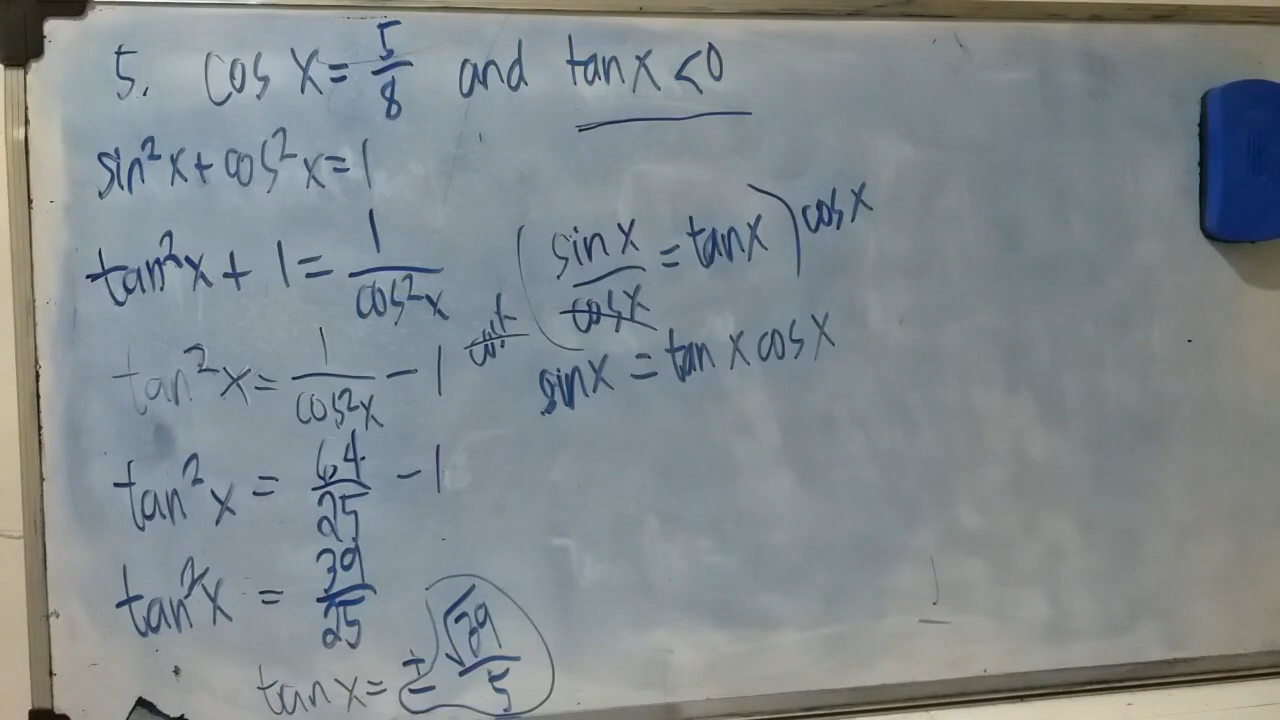 5. cos x = 5/8 and tan x < 0
sin²x + cos²x = 1
tan²x + 1 = 1/cos²x
tan²x = 1/cos²x - 1
tan²x = 64/25 - 1
tan²x = 39/25
tan x = ± √39/5
(sin x/cos x = tan x) cos x
sin x = tan x cos x